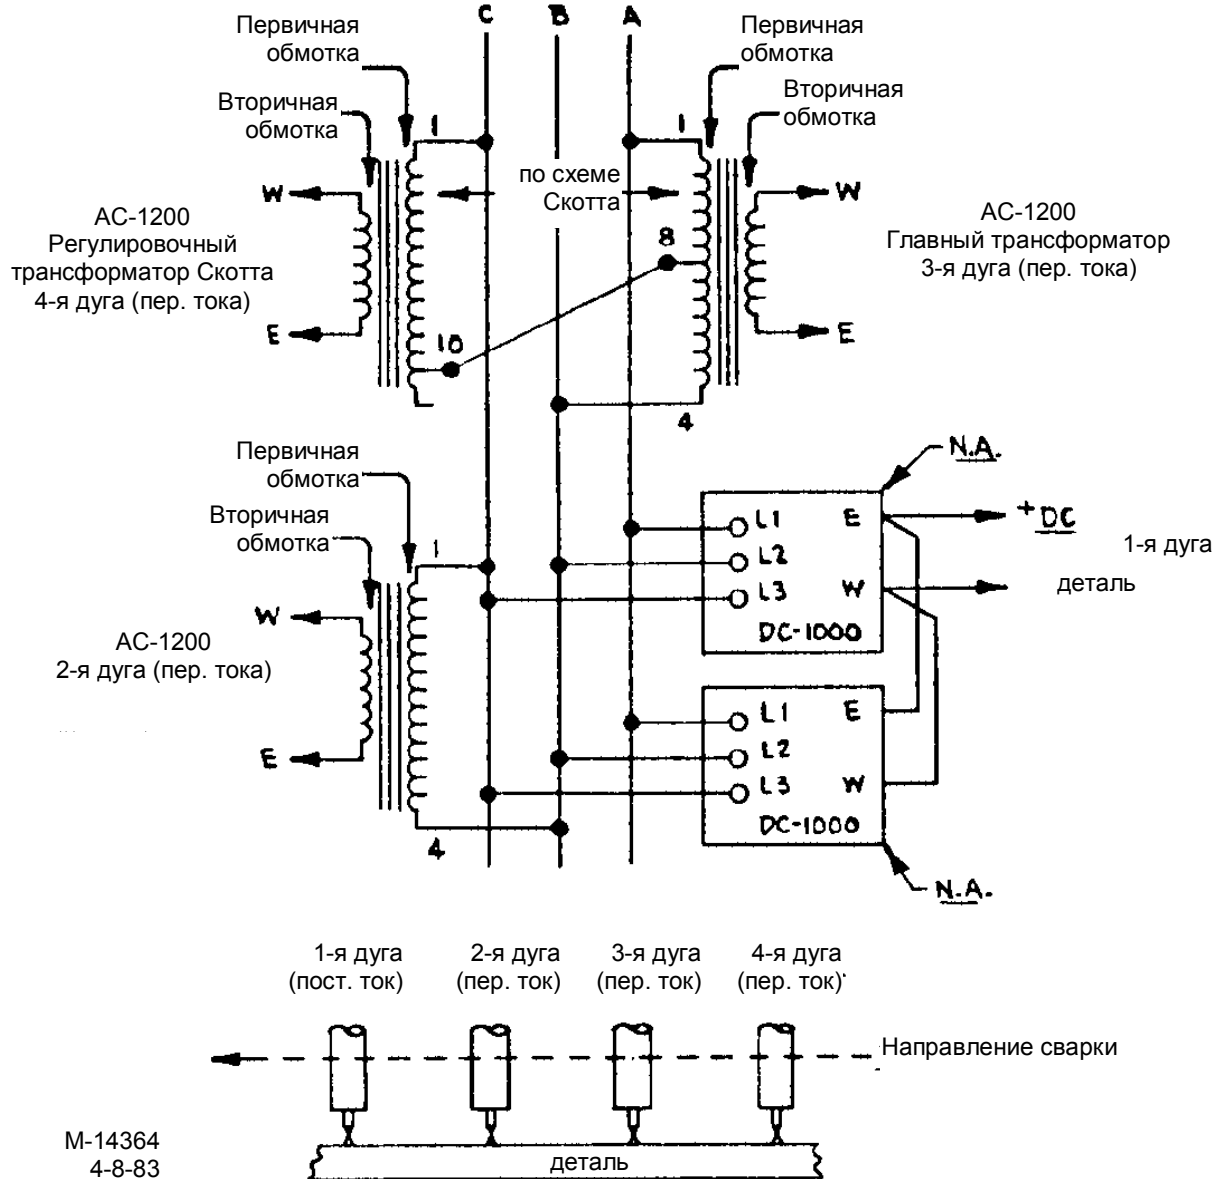 C B A
Первичная
обмотка
Первичная
обмотка
Вторичная
обмотка
Вторичная
обмотка
1
1
по схеме
Скотта
W
W
8
АС-1200
Регулировочный
трансформатор Скотта
4-я дуга (пер. тока)
АС-1200
Главный трансформатор
3-я дуга (пер. тока)
E
10
E
4
Первичная
обмотка
Вторичная
обмотка
1
W
АС-1200
2-я дуга (пер. тока)
E
4
N.A.
L1 E
L2
L3 W
DC-1000
+DC
1-я дуга
деталь
L1 E
L2
L3 W
DC-1000
N.A.
1-я дуга
(пост. ток)
2-я дуга
(пер. ток)
3-я дуга
(пер. ток)
4-я дуга
(пер. ток)
Направление сварки
деталь
М-14364
4-8-83